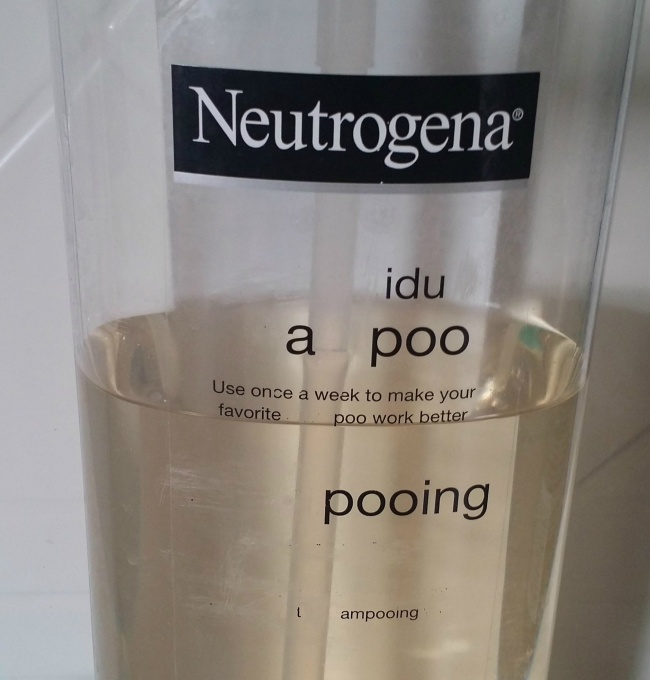 Neutrogena®
idu
a poo
Use once a week to make your
favorite poo work better
pooing
ampooing